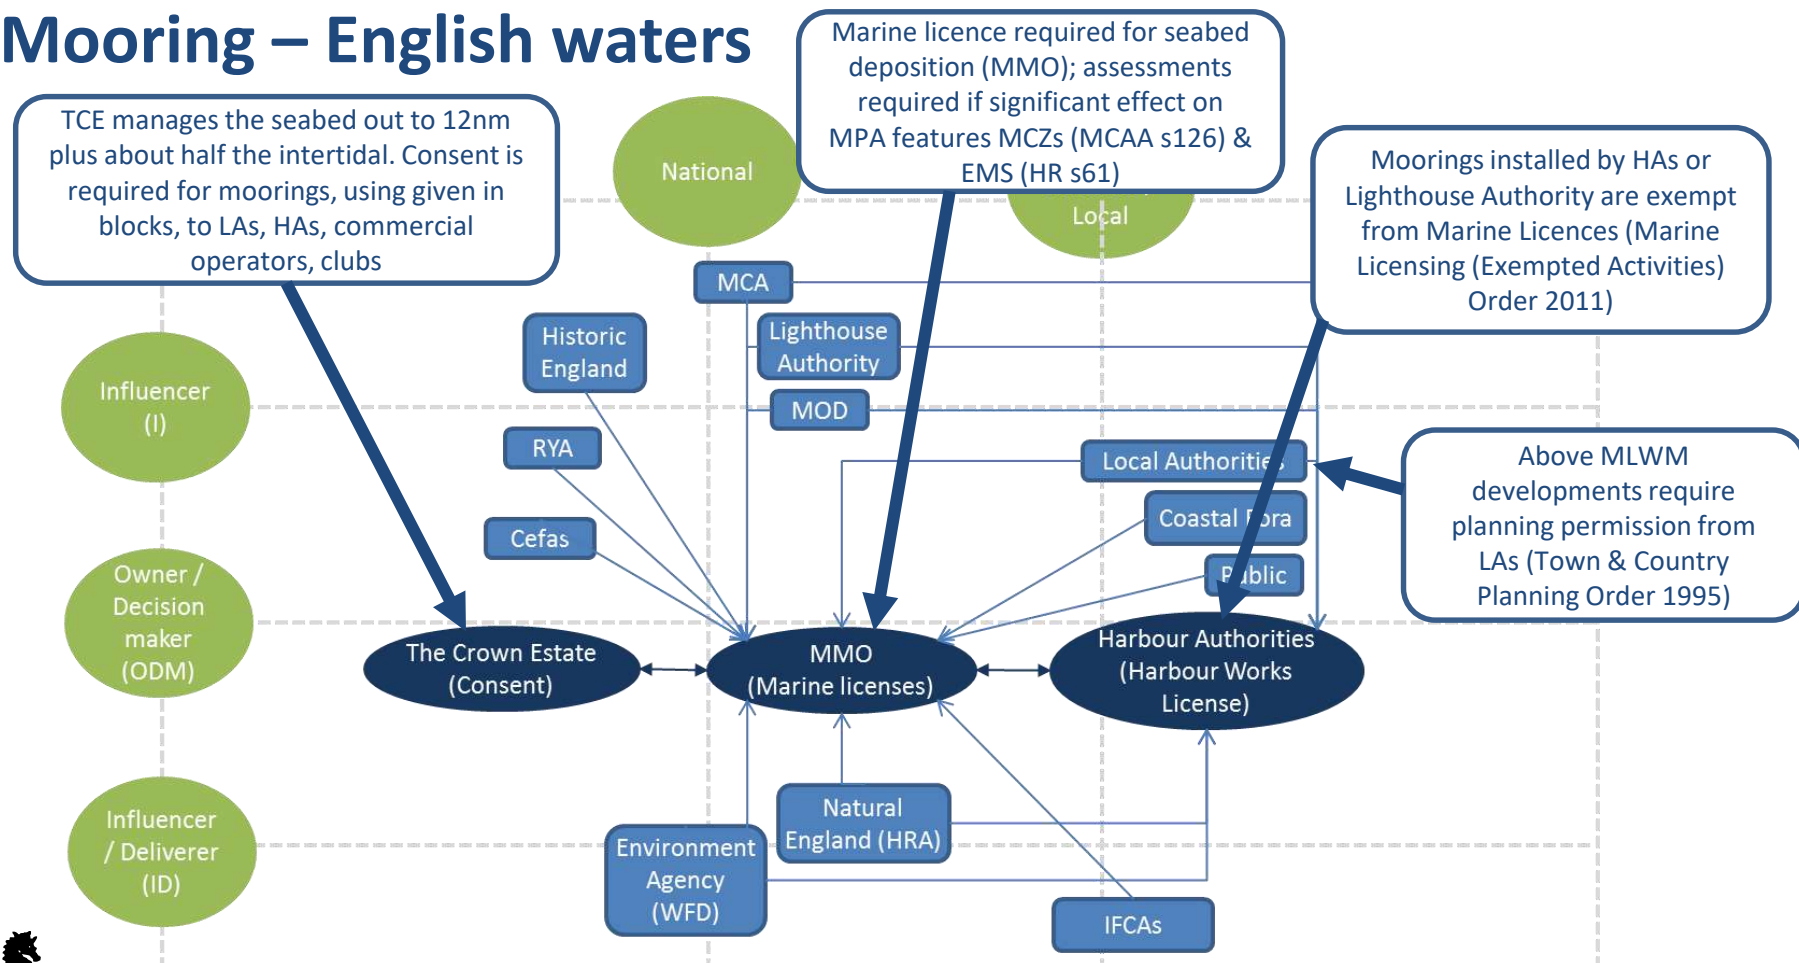 Mooring – English waters
TCE manages the seabed out to 12nm
plus about half the intertidal. Consent is
required for moorings, using given in
blocks, to LAs, HAs, commercial
operators, clubs
National
Marine licence required for seabed
deposition (MMO); assessments
required if significant effect on
MPA features MCZs (MCAA s126) &
EMS (HR s61)
Local
Moorings installed by HAs or
Lighthouse Authority are exempt
from Marine Licences (Marine
Licensing (Exempted Activities)
Order 2011)
MCA
Historic
England
Lighthouse
Authority
Influencer
(I)
MOD
RYA
Local Authorities
Above MLWM
developments require
planning permission from
LAs (Town & Country
Planning Order 1995)
Cefas
Coastal Fora
Public
Owner /
Decision
maker
(ODM)
The Crown Estate
(Consent)
MMO
(Marine licenses)
Harbour Authorities
(Harbour Works
License)
Influencer
/ Deliverer
(ID)
Natural
England (HRA)
Environment
Agency
(WFD)
IFCAs